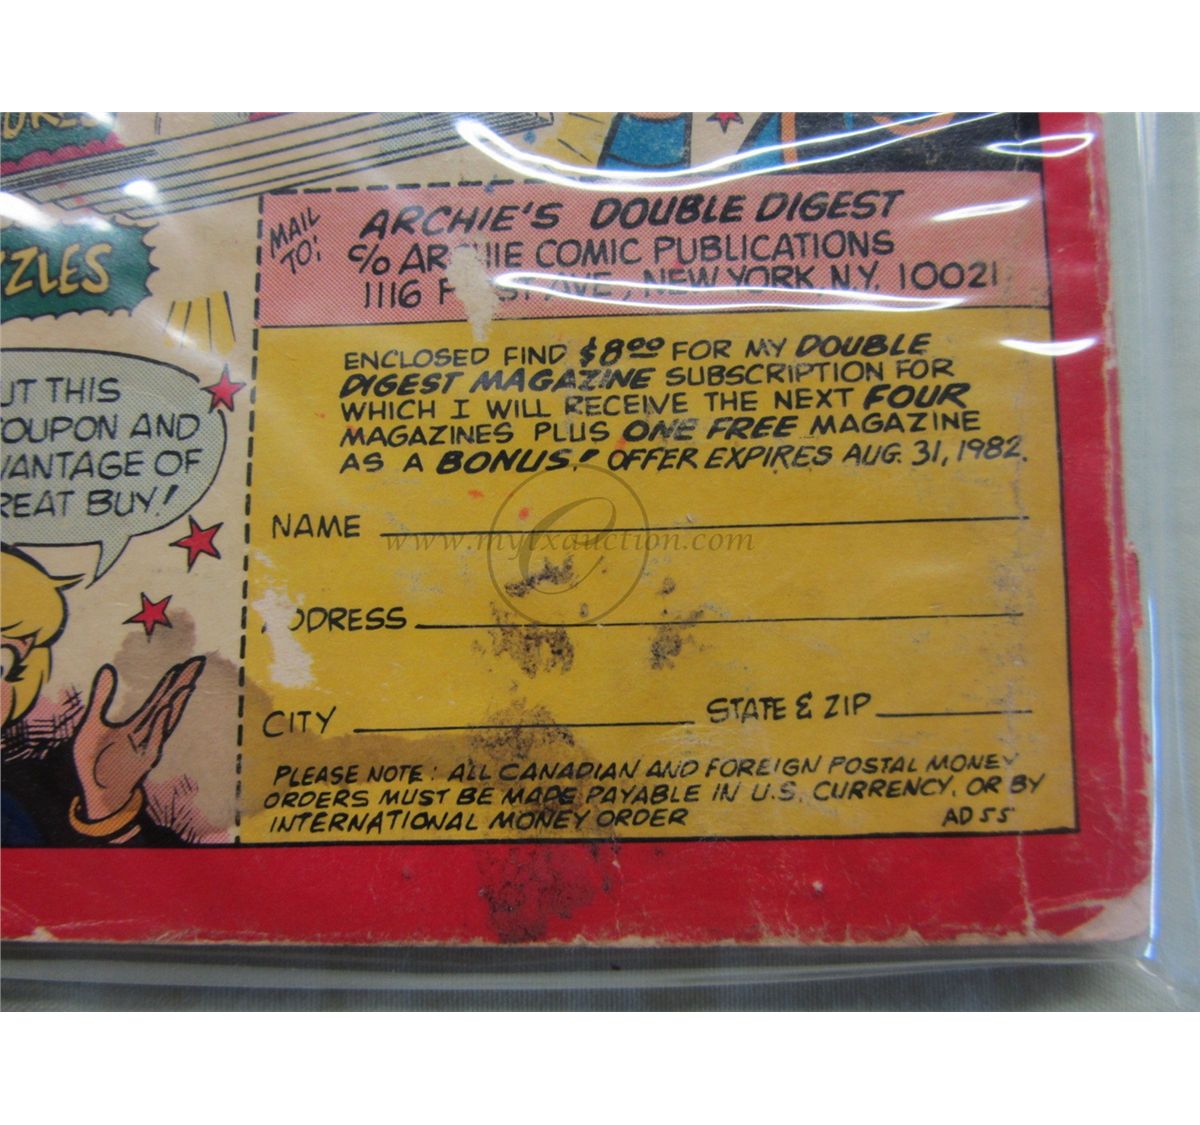 ZZLES
UT THIS
OUPON AND
VANTAGE OF
REAT BUY!
MAIL TO:
ARCHIE'S DOUBLE DIGEST
C/O ARCHIE COMIC PUBLICATIONS
1116 FIRST AVE, NEW YORK, N.Y. 10021
ENCLOSED FIND $8.00 FOR MY DOUBLE
DIGEST MAGAZINE SUBSCRIPTION FOR
WHICH I WILL RECEIVE THE NEXT FOUR
MAGAZINES PLUS ONE FREE MAGAZINE
AS A BONUS! OFFER EXPIRES AUG. 31, 1982.
NAME
www.myfxauction.com
ADDRESS
CITY STATE & ZIP
PLEASE NOTE: ALL CANADIAN AND FOREIGN POSTAL MONEY
ORDERS MUST BE MADE PAYABLE IN U.S. CURRENCY, OR BY
INTERNATIONAL MONEY ORDER AD 55